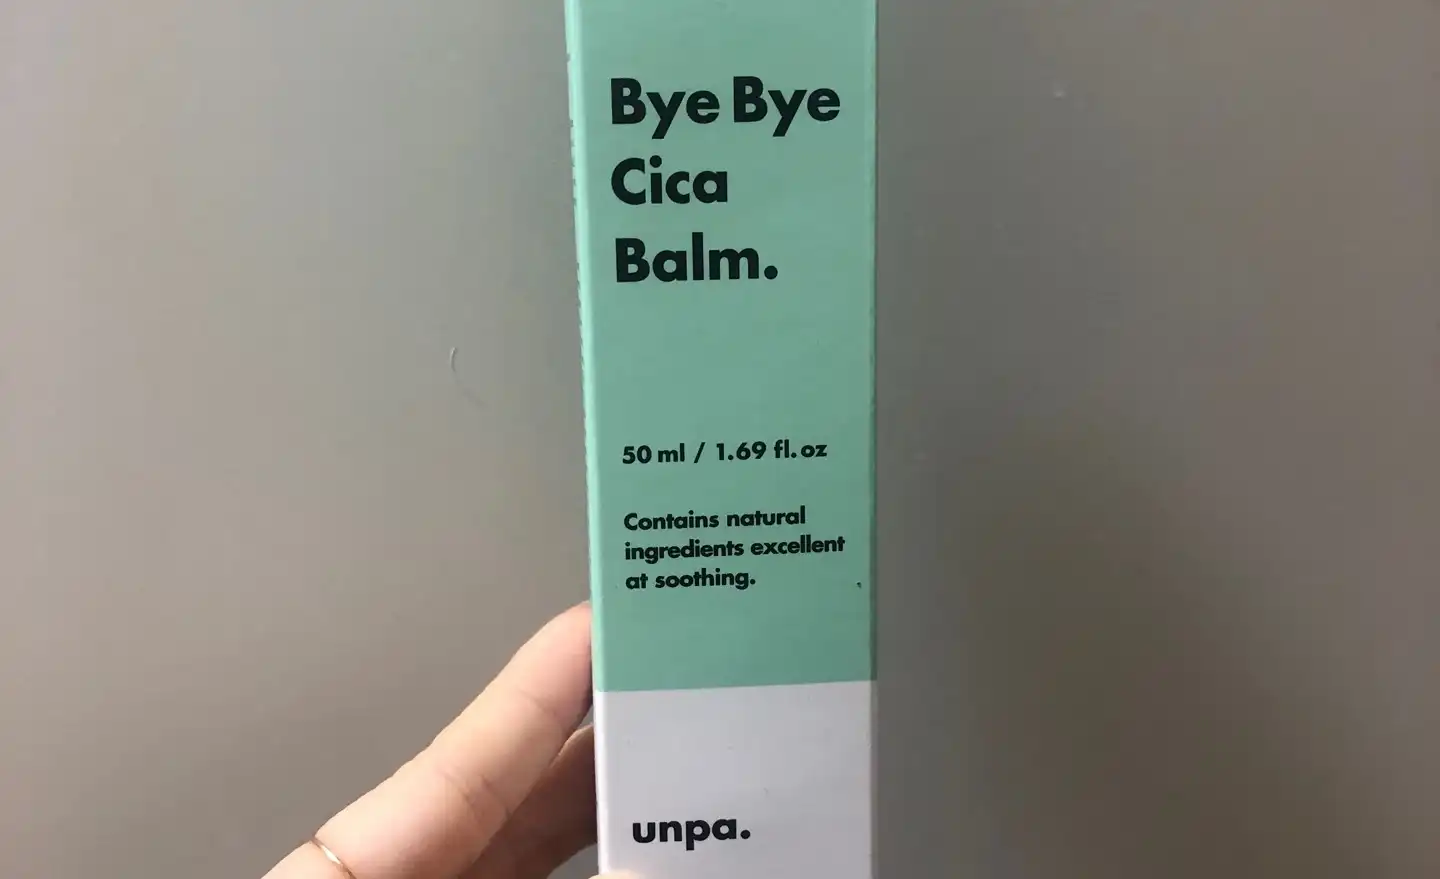 Bye Bye
Cica
Balm.
50 ml / 1.69 fl. oz
Contains natural
ingredients excellent
at soothing.
unpa.